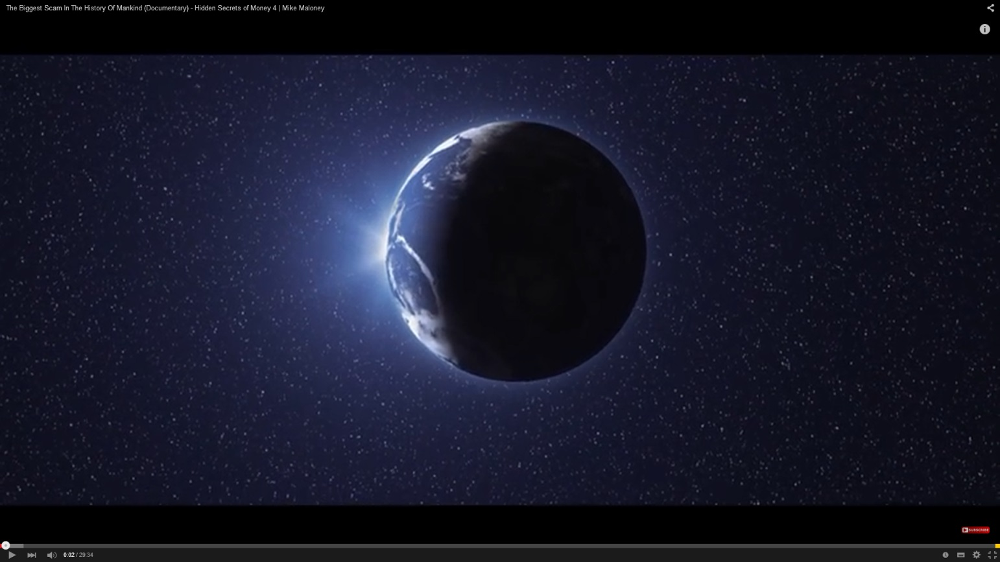 The Biggest Scam In The History Of Mankind (Documentary) - Hidden Secrets of Money 4 | Mike Maloney
SUBSCRIBE
0:02 / 29:34